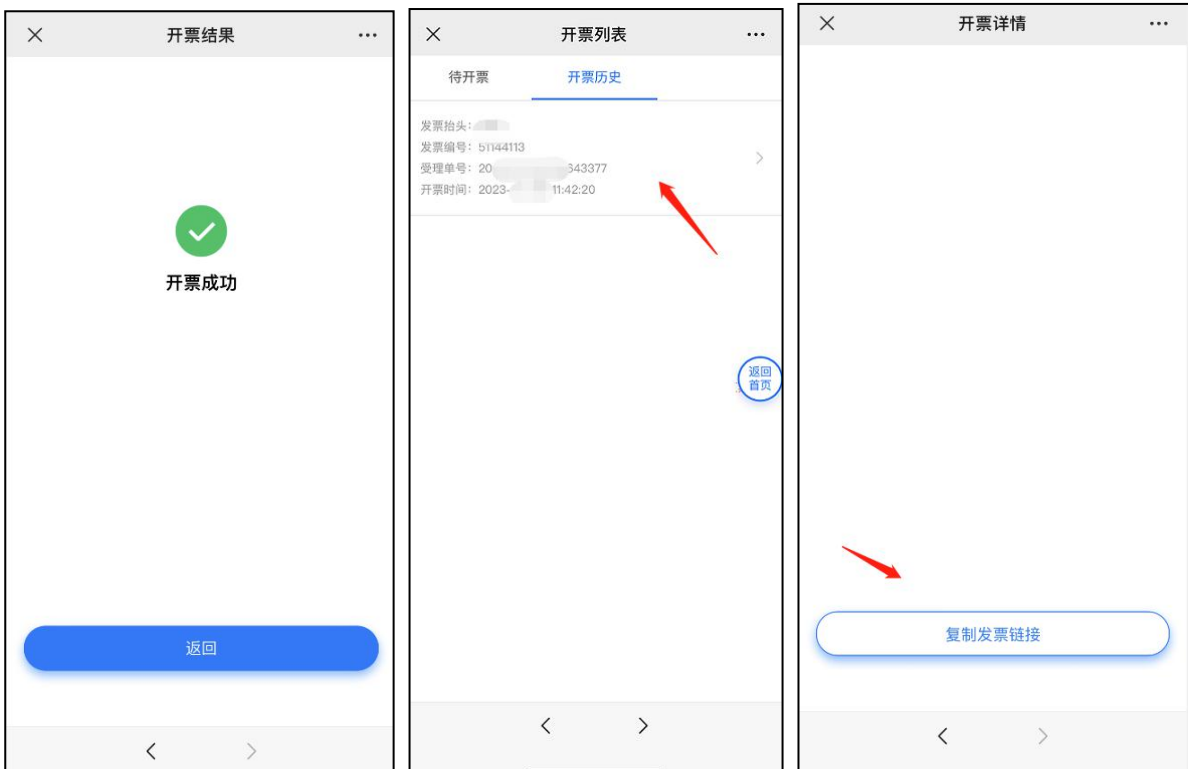 开票结果
开票成功
返回
开票列表
待开票
开票历史
发票抬头：
发票编号：51144113
受理单号：20 643377
开票时间：2023- 11:42:20
返回
首页
开票详情
复制发票链接